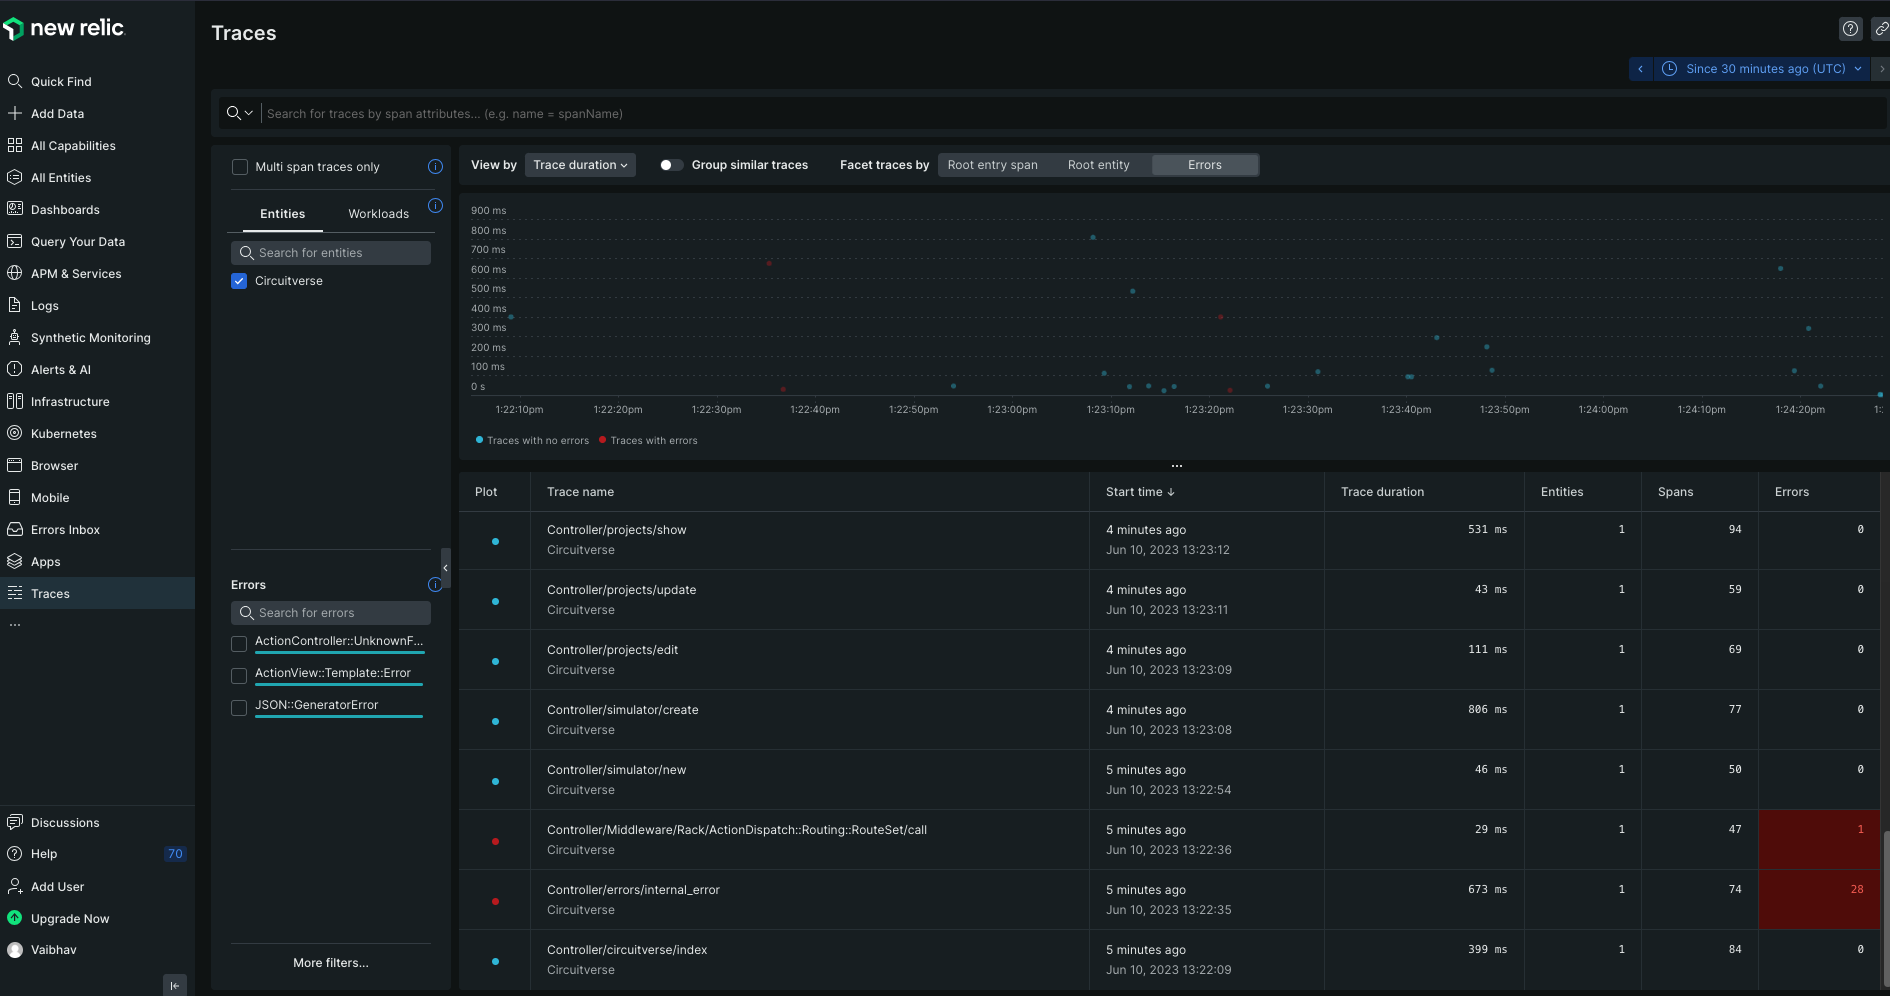 new relic
Traces
Since 30 minutes ago (UTC)
Quick Find
Add Data
All Capabilities
All Entities
Dashboards
Query Your Data
APM & Services
Logs
Synthetic Monitoring
Alerts & AI
Infrastructure
Kubernetes
Browser
Mobile
Errors Inbox
Apps
Traces
...
Discussions
Help 70
Add User
Upgrade Now
Vaibhav
Search for traces by span attributes... (e.g. name = spanName)
Multi span traces only
Entities Workloads
Search for entities
Circuitverse
Errors
Search for errors
ActionController::UnknownF...
ActionView::Template::Error
JSON::GeneratorError
More filters...
View by Trace duration Group similar traces Facet traces by Root entry span Root entity Errors
900 ms
800 ms
700 ms
600 ms
500 ms
400 ms
300 ms
200 ms
100 ms
0 s
1:22:10pm 1:22:20pm 1:22:30pm 1:22:40pm 1:22:50pm 1:23:00pm 1:23:10pm 1:23:20pm 1:23:30pm 1:23:40pm 1:23:50pm 1:24:00pm 1:24:10pm 1:24:20pm 1:
Traces with no errors Traces with errors
...
Plot Trace name Start time ↓ Trace duration Entities Spans Errors
Controller/projects/show 4 minutes ago 531 ms 1 94 0
Circuitverse Jun 10, 2023 13:23:12
Controller/projects/update 4 minutes ago 43 ms 1 59 0
Circuitverse Jun 10, 2023 13:23:11
Controller/projects/edit 4 minutes ago 111 ms 1 69 0
Circuitverse Jun 10, 2023 13:23:09
Controller/simulator/create 4 minutes ago 806 ms 1 77 0
Circuitverse Jun 10, 2023 13:23:08
Controller/simulator/new 5 minutes ago 46 ms 1 50 0
Circuitverse Jun 10, 2023 13:22:54
Controller/Middleware/Rack/ActionDispatch::Routing::RouteSet/call 5 minutes ago 29 ms 1 47 1
Circuitverse Jun 10, 2023 13:22:36
Controller/errors/internal_error 5 minutes ago 673 ms 1 74 28
Circuitverse Jun 10, 2023 13:22:35
Controller/circuitverse/index 5 minutes ago 399 ms 1 84 0
Circuitverse Jun 10, 2023 13:22:09